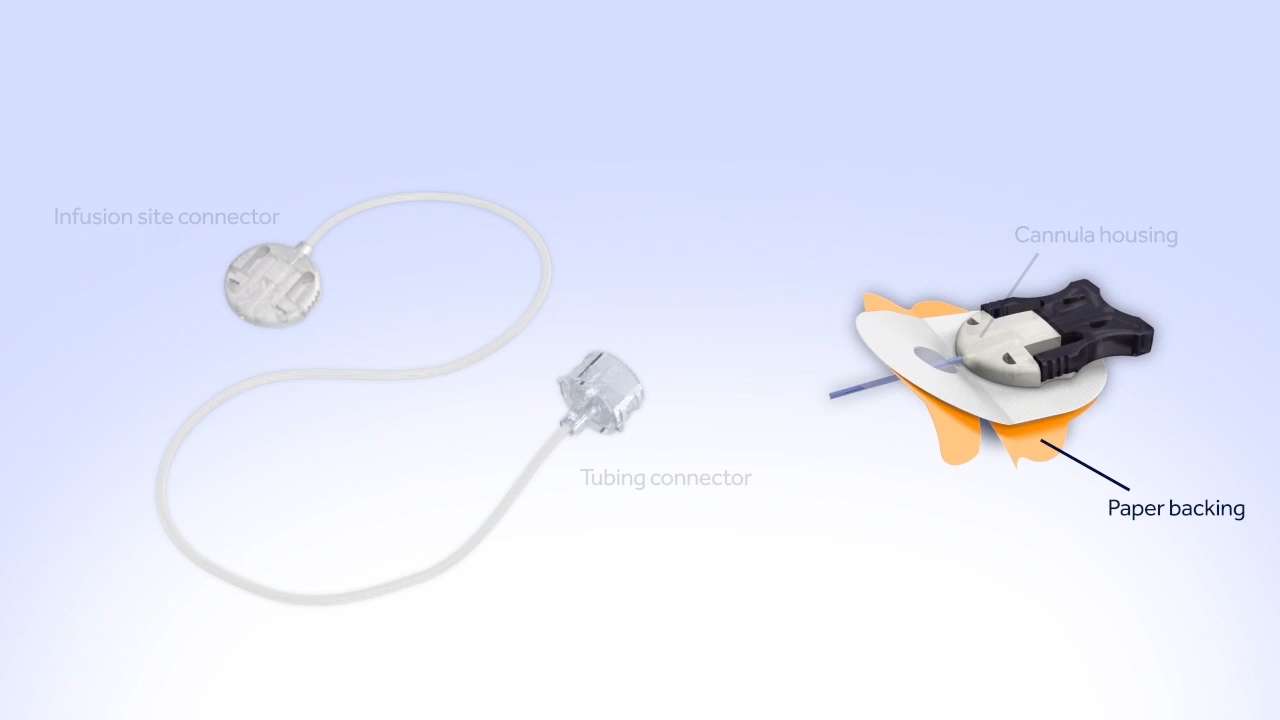 Infusion site connector
Cannula housing
Tubing connector
Paper backing